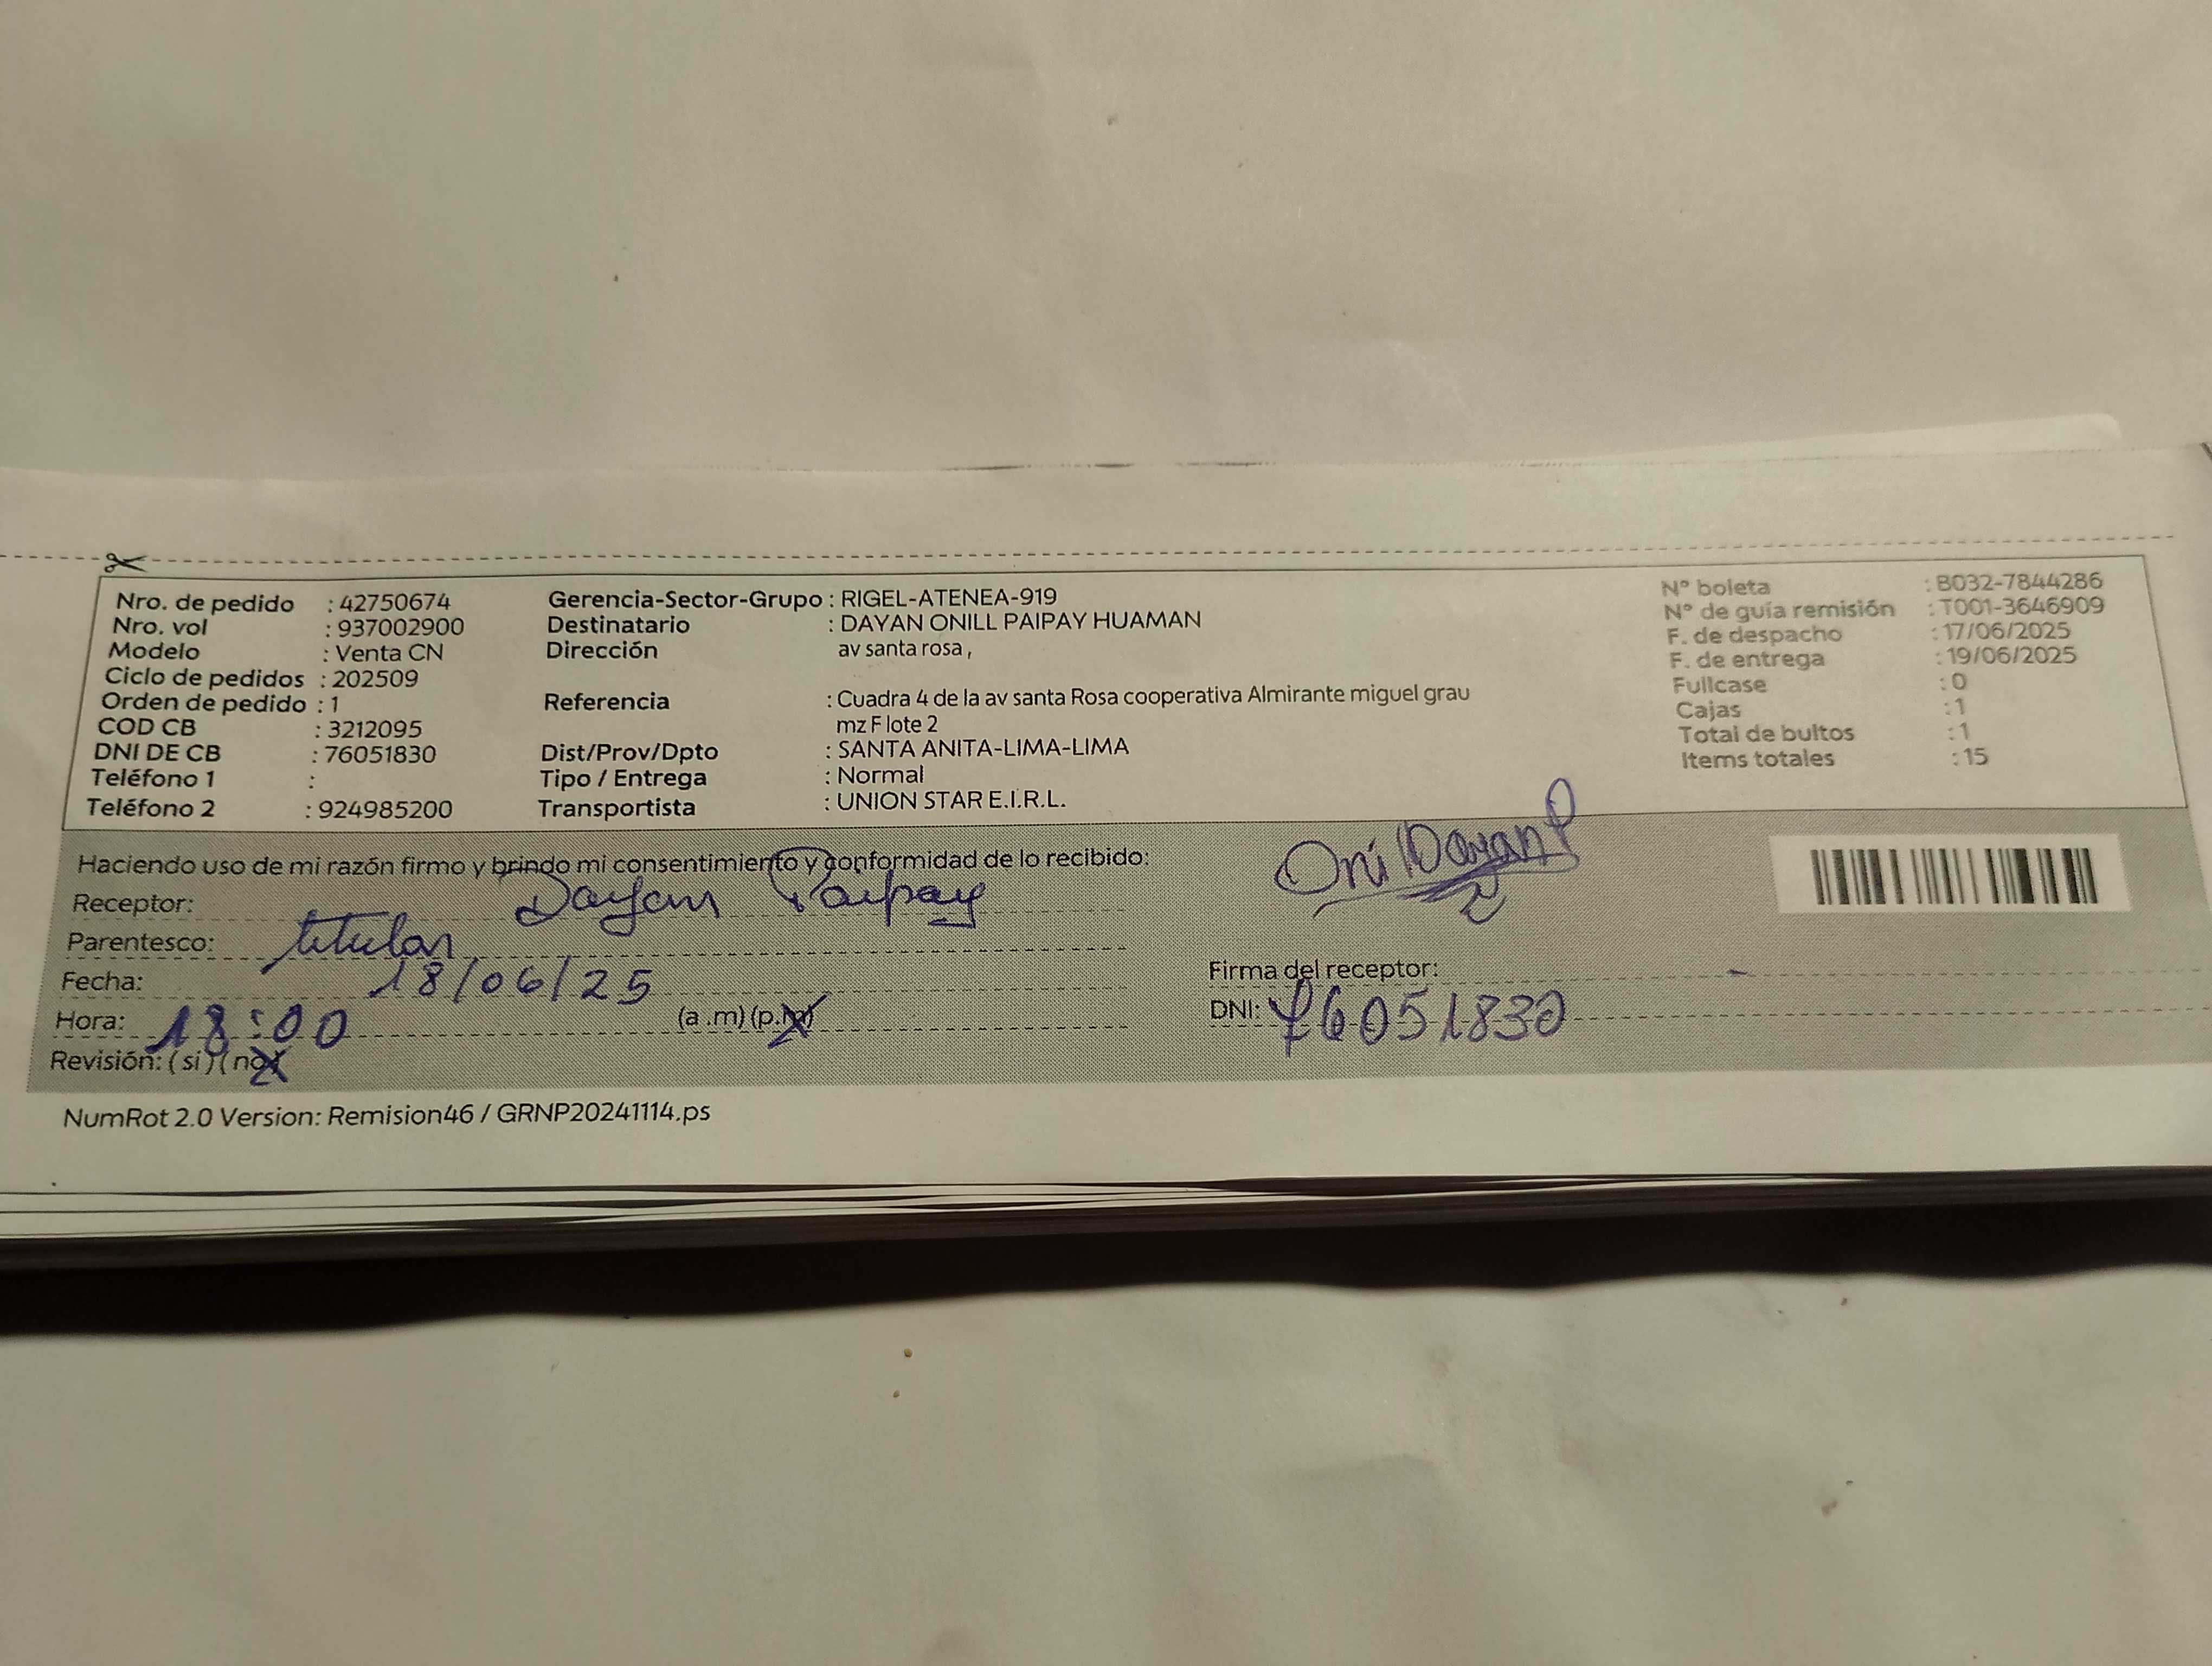 Nro. de pedido : 42750674
Nro. vol : 937002900
Modelo : Venta CN
Ciclo de pedidos : 202509
Orden de pedido : 1
COD CB : 3212095
DNI DE CB : 76051830
Teléfono 1 :
Teléfono 2 : 924985200
Gerencia-Sector-Grupo : RIGEL-ATENEA-919
Destinatario : DAYAN ONILL PAIPAY HUAMAN
Dirección av santa rosa ,
Referencia : Cuadra 4 de la av santa Rosa cooperativa Almirante miguel grau
mz F lote 2
Dist/Prov/Dpto : SANTA ANITA-LIMA-LIMA
Tipo / Entrega : Normal
Transportista : UNION STAR E.I.R.L.
N° boleta : B032-7844286
N° de guía remisión : T001-3646909
F. de despacho : 17/06/2025
F. de entrega : 19/06/2025
Fullcase : 0
Cajas : 1
Total de bultos : 1
Items totales : 15
Haciendo uso de mi razón firmo y brindo mi consentimiento y conformidad de lo recibido:
Receptor: Dayan Paipay
Parentesco: titular
Fecha: 18/06/25
Hora: 18:00 (a .m) (p.m)
Revisión: ( si ) ( no )
Oni Dayan P
Firma del receptor:
DNI: 76051830
NumRot 2.0 Version: Remision46 / GRNP20241114.ps